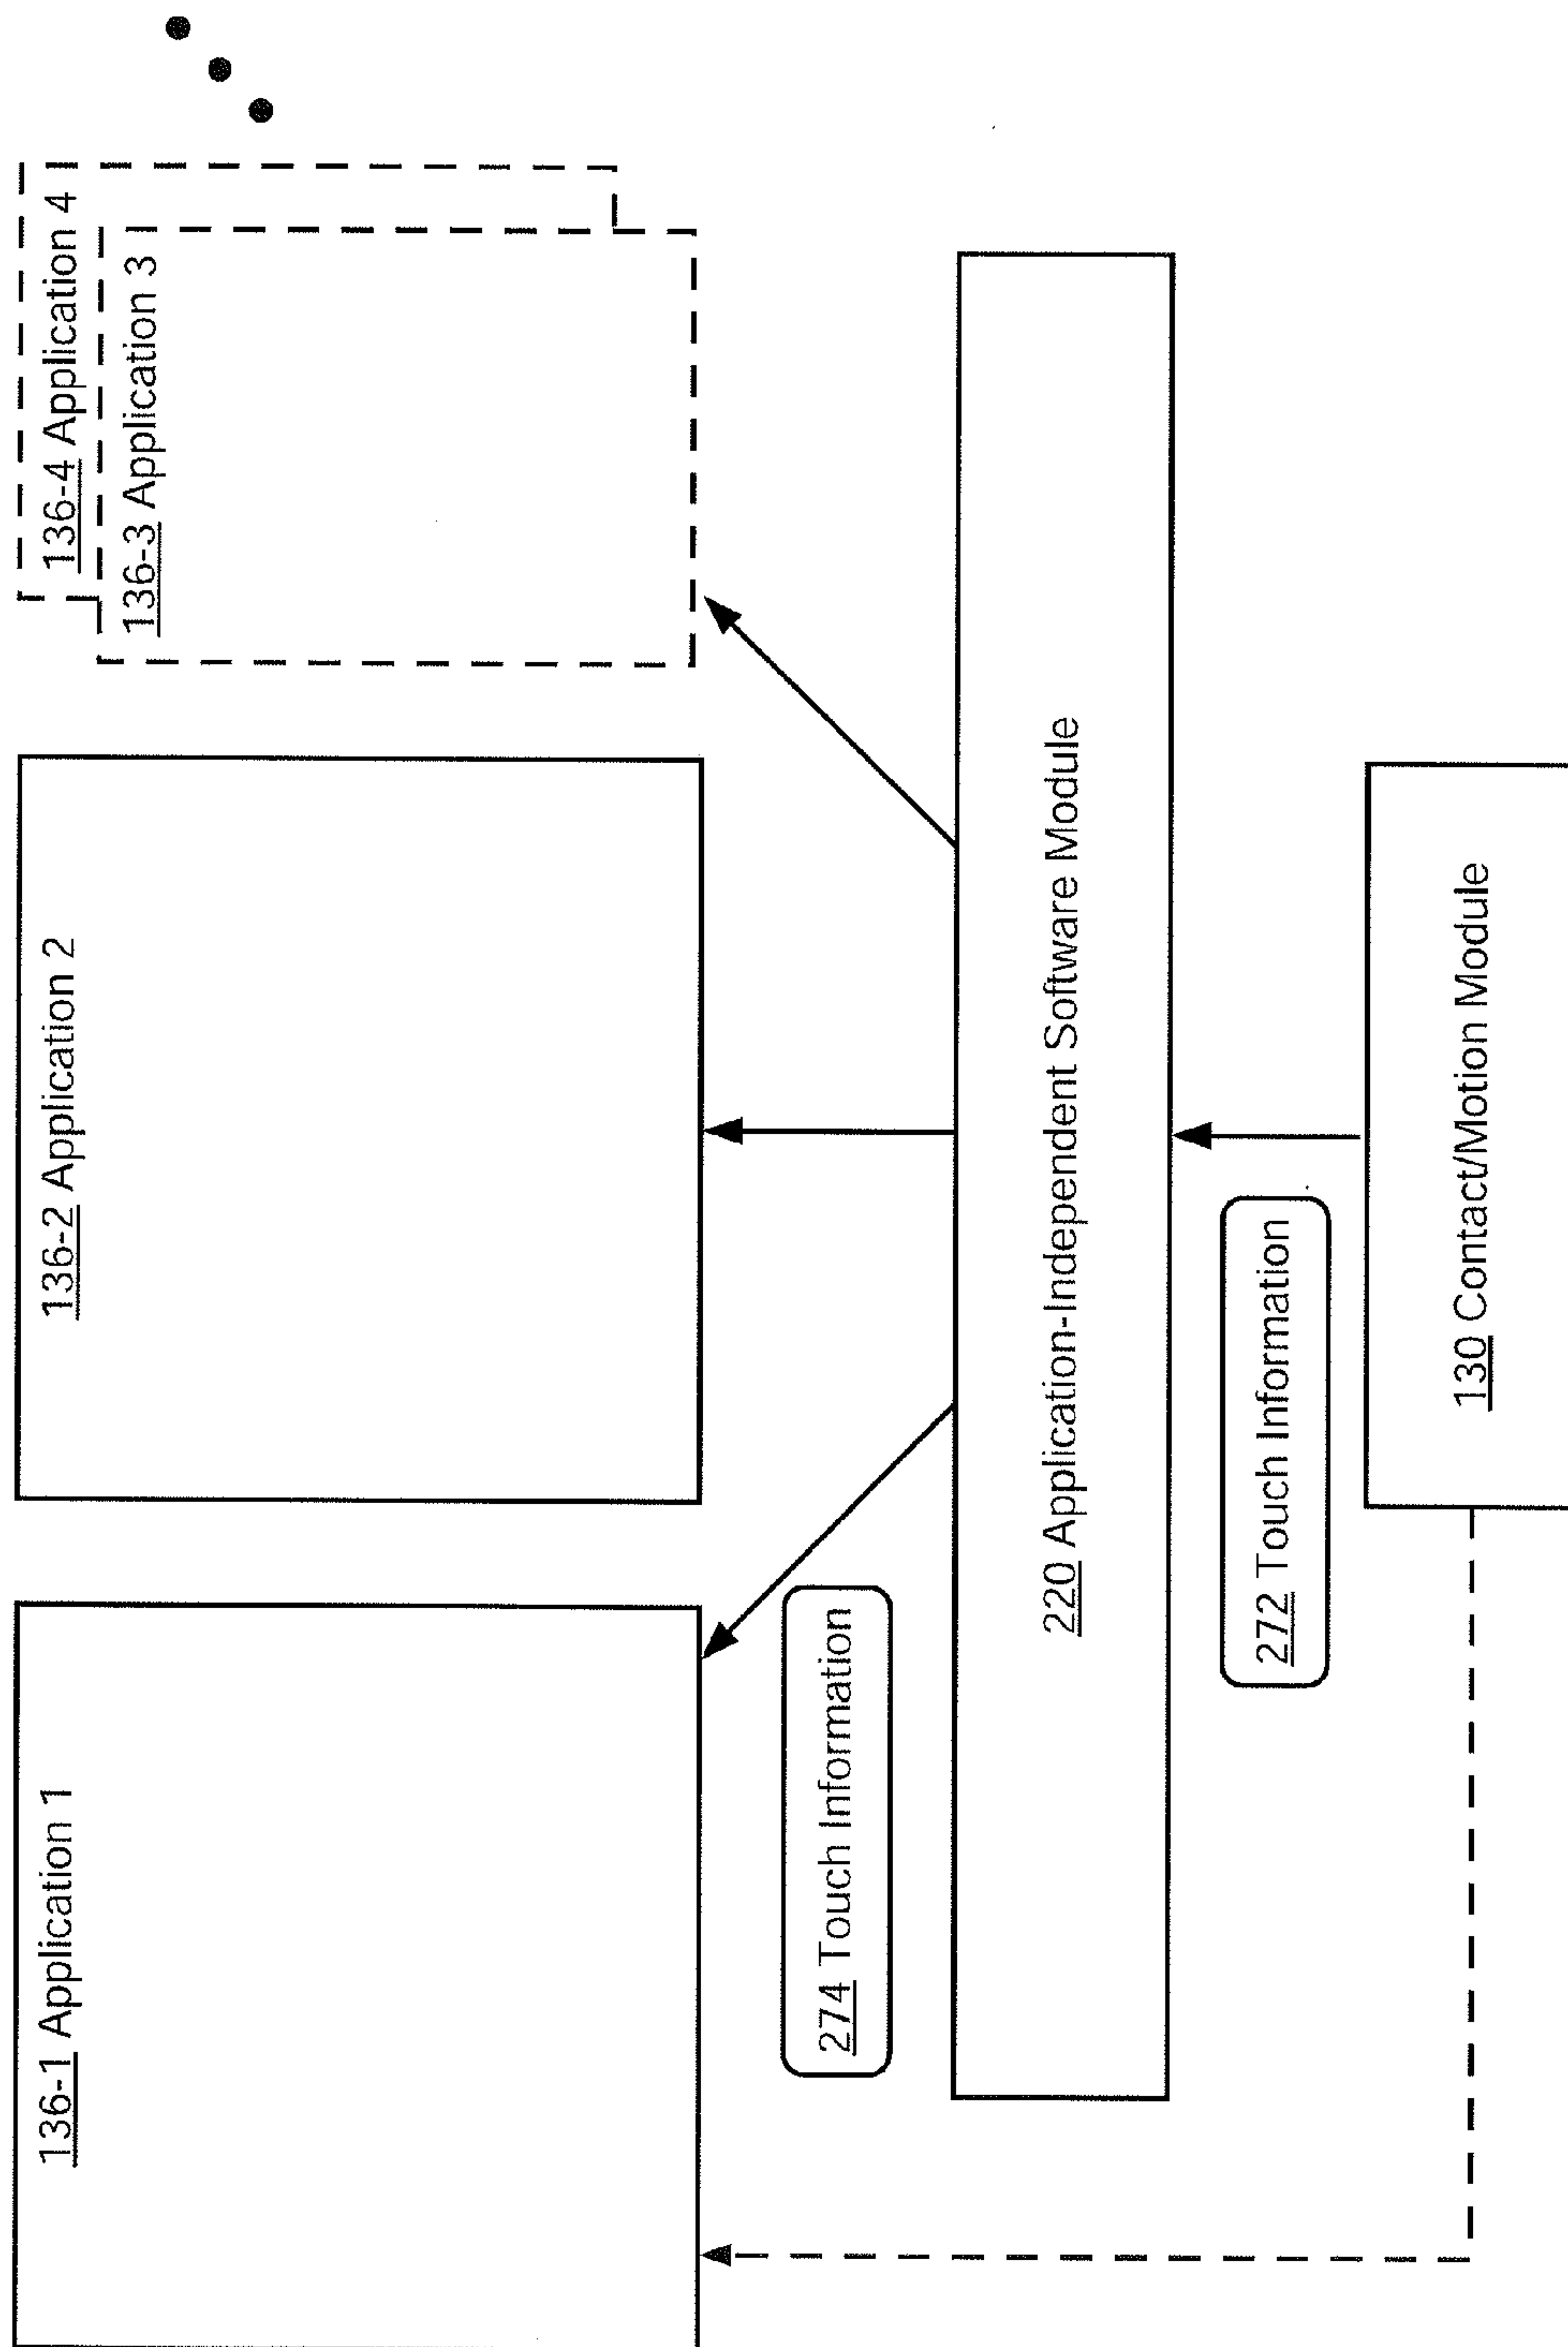 136-1 Application 1
136-2 Application 2
136-4 Application 4
136-3 Application 3
274 Touch Information
220 Application-Independent Software Module
272 Touch Information
130 Contact/Motion Module